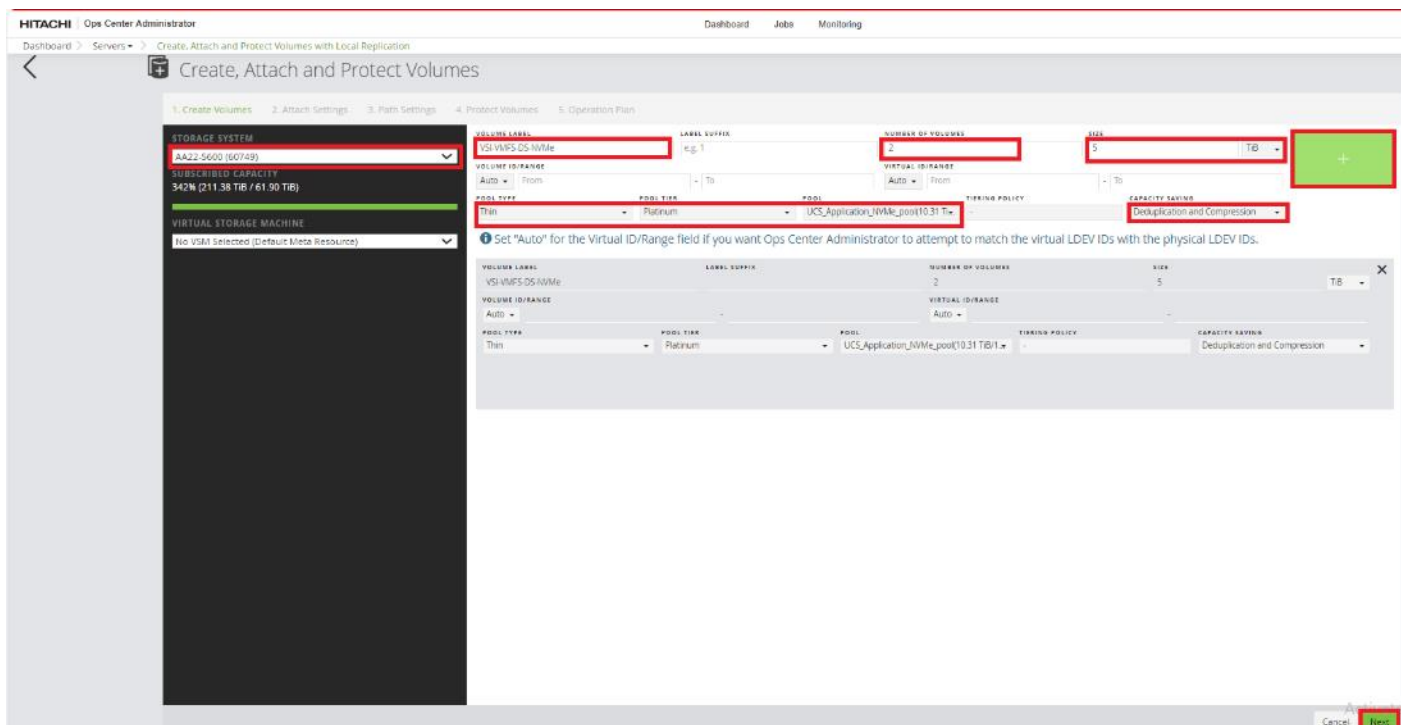 HITACHI Ops Center Administrator Dashboard Jobs Monitoring
Dashboard > Servers > Create, Attach and Protect Volumes with Local Replication
Create, Attach and Protect Volumes
1. Create Volumes 2. Attach Settings 3. Path Settings 4. Protect Volumes 5. Operation Plan
STORAGE SYSTEM
AA22-5600 (60749)
SUBSCRIBED CAPACITY
342% (211.38 TiB / 61.90 TiB)
VIRTUAL STORAGE MACHINE
No VSM Selected (Default Meta Resource)
VOLUME LABEL LABEL SUFFIX NUMBER OF VOLUMES SIZE
VSI-VMFS-DS-NVMe e.g. 1 2 5 TiB
+
VOLUME ID/RANGE VIRTUAL ID/RANGE
Auto From - To Auto From - To
POOL TYPE POOL TIER POOL TIERING POLICY CAPACITY SAVING
Thin Platinum UCS_Application_NVMe_pool(10.31 Ti - Deduplication and Compression
Set "Auto" for the Virtual ID/Range field if you want Ops Center Administrator to attempt to match the virtual LDEV IDs with the physical LDEV IDs.
VOLUME LABEL LABEL SUFFIX NUMBER OF VOLUMES SIZE
VSI-VMFS-DS-NVMe 2 5 TiB
VOLUME ID/RANGE VIRTUAL ID/RANGE
Auto - Auto -
POOL TYPE POOL TIER POOL TIERING POLICY CAPACITY SAVING
Thin Platinum UCS_Application_NVMe_pool(10.31 TiB/1 - Deduplication and Compression
Cancel Next